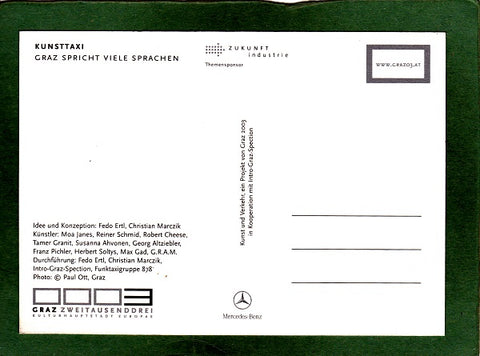 KUNSTTAXI
GRAZ SPRICHT VIELE SPRACHEN
ZUKUNFT
industrie
Themensponsor
WWW.GRAZ03.AT
Kunst und Verkehr, ein Projekt von Graz 2003
in Kooperation mit Intro-Graz-Spection
Idee und Konzeption: Fedo Ertl, Christian Marczik
Künstler: Moa Janes, Reiner Schmid, Robert Cheese,
Tamer Granit, Susanna Ahvonen, Georg Altziebler,
Franz Pichler, Herbert Soltys, Max Gad, G.R.A.M.
Durchführung: Fedo Ertl, Christian Marczik,
Intro-Graz-Spection, Funktaxigruppe 878
Photo: © Paul Ott, Graz
0003
GRAZ ZWEITAUSENDDREI
KULTURHAUPTSTADT EUROPAS
Mercedes-Benz